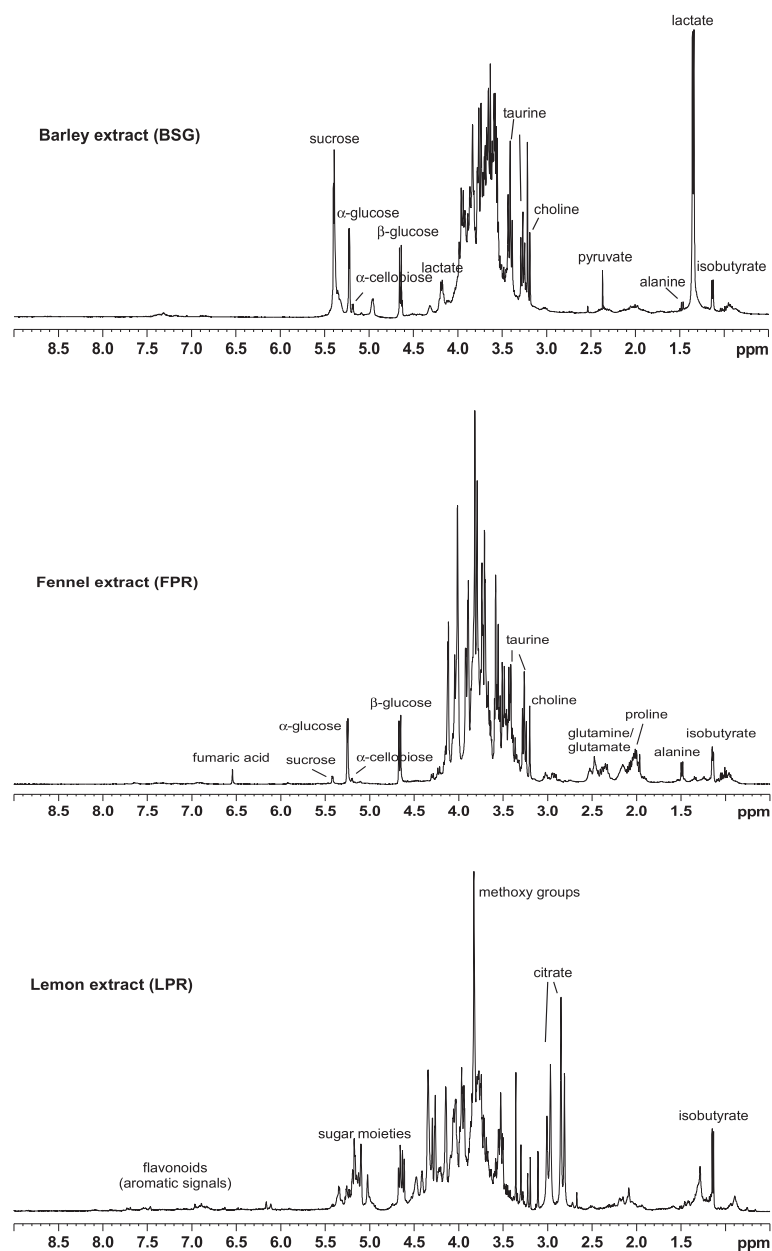 lactate
Barley extract (BSG)
sucrose
taurine
α-glucose
choline
β-glucose
lactate
α-cellobiose
pyruvate
alanine
isobutyrate
8.5 8.0 7.5 7.0 6.5 6.0 5.5 5.0 4.5 4.0 3.5 3.0 2.5 2.0 1.5 ppm
Fennel extract (FPR)
taurine
α-glucose
β-glucose
choline
proline
glutamine/
glutamate
isobutyrate
fumaric acid
sucrose
α-cellobiose
alanine
8.5 8.0 7.5 7.0 6.5 6.0 5.5 5.0 4.5 4.0 3.5 3.0 2.5 2.0 1.5 ppm
methoxy groups
Lemon extract (LPR)
citrate
sugar moieties
isobutyrate
flavonoids
(aromatic signals)
8.5 8.0 7.5 7.0 6.5 6.0 5.5 5.0 4.5 4.0 3.5 3.0 2.5 2.0 1.5 ppm